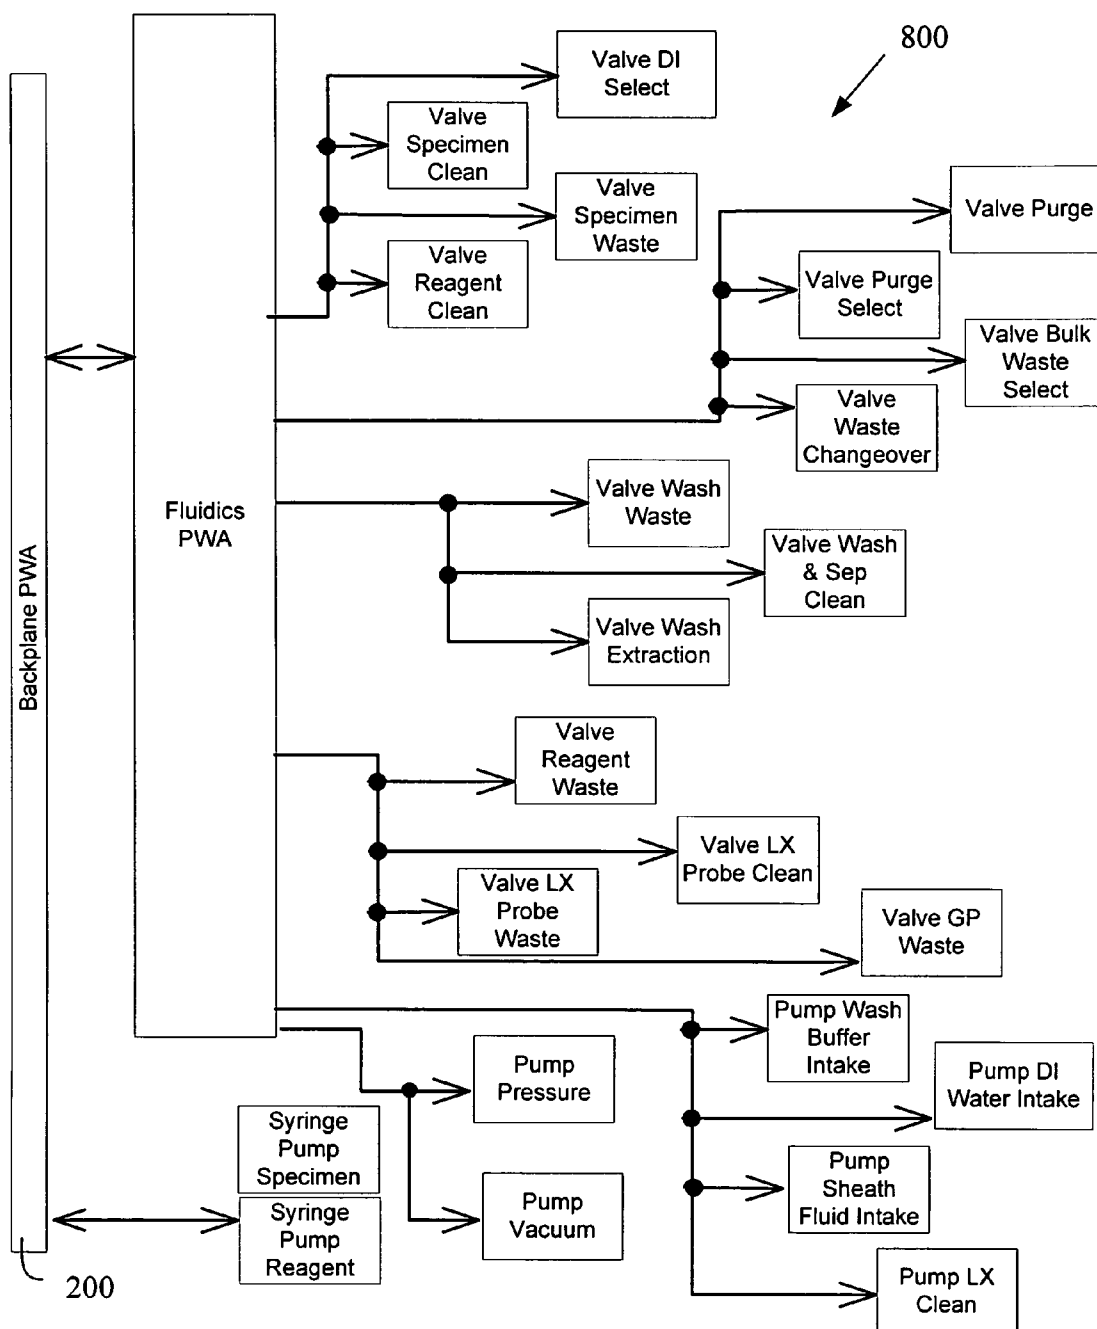 800
Valve DI
Select
Valve
Specimen
Clean
Valve
Specimen
Waste
Valve
Reagent
Clean
Valve Purge
Valve Purge
Select
Valve Bulk
Waste
Select
Valve
Waste
Changeover
Backplane PWA
Fluidics
PWA
Valve Wash
Waste
Valve Wash
& Sep
Clean
Valve Wash
Extraction
Valve
Reagent
Waste
Valve LX
Probe Clean
Valve LX
Probe
Waste
Valve GP
Waste
Pump Wash
Buffer
Intake
Pump DI
Water Intake
Pump
Sheath
Fluid Intake
Pump LX
Clean
Pump
Pressure
Pump
Vacuum
Syringe
Pump
Specimen
Syringe
Pump
Reagent
200